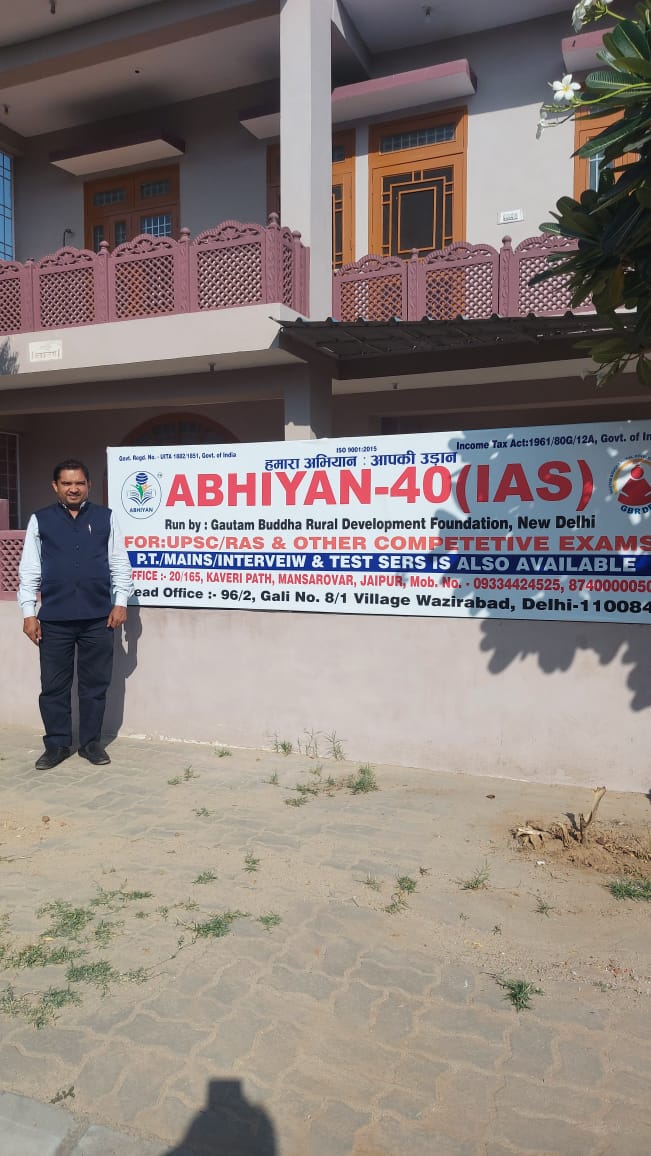 Govt. Regd. No. - UITA 1882/1851, Govt. of India
ISO 9001:2015
Income Tax Act:1961/80G/12A, Govt. of In
हमारा अभियान : आपकी उड़ान
ABHIYAN
ABHIYAN-40(IAS)
GBRD
Run by : Gautam Buddha Rural Development Foundation, New Delhi
FOR:UPSC/RAS & OTHER COMPETETIVE EXAMS
P.T./MAINS/INTERVEIW & TEST SERS IS ALSO AVAILABLE
OFFICE :- 20/165, KAVERI PATH, MANSAROVAR, JAIPUR, Mob. No. - 09334424525, 8740000050
ead Office :- 96/2, Gali No. 8/1 Village Wazirabad, Delhi-110084